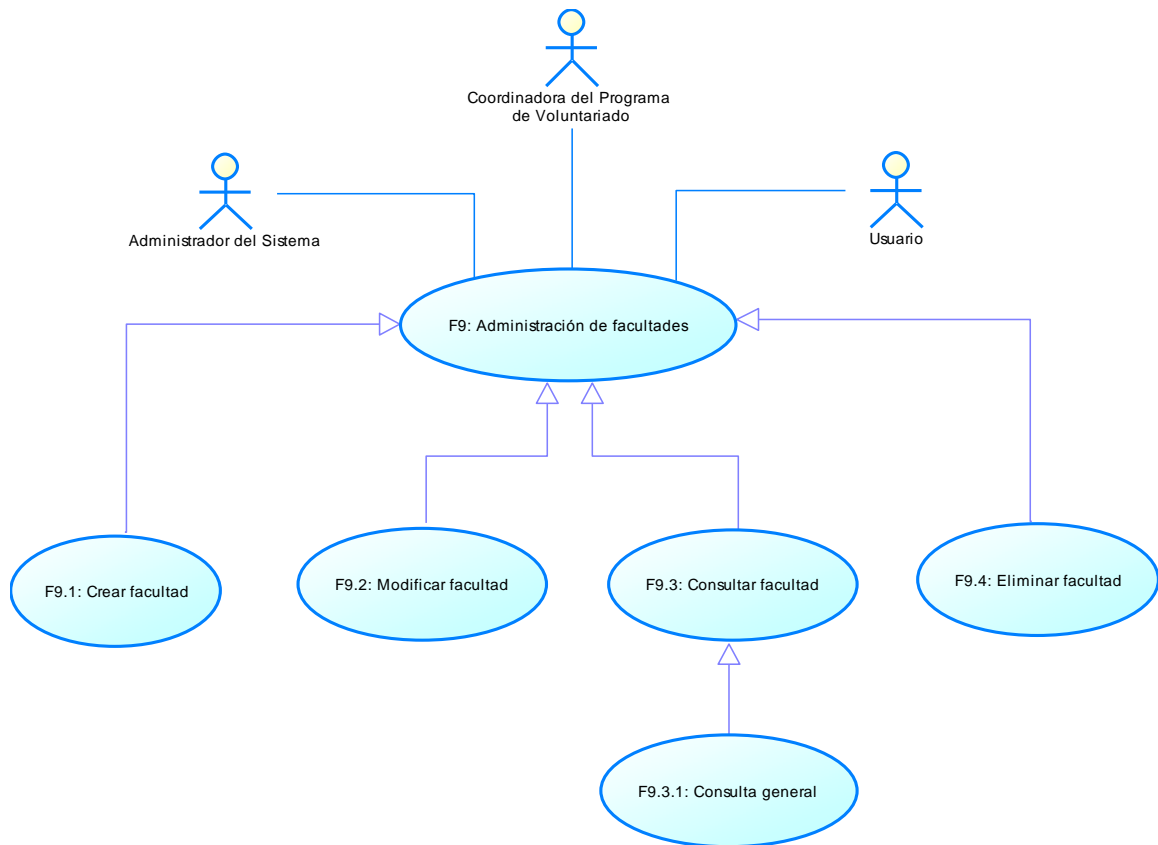 Coordinadora del Programa
de Voluntariado
Administrador del Sistema
Usuario
F9: Administración de facultades
F9.1: Crear facultad
F9.2: Modificar facultad
F9.3: Consultar facultad
F9.4: Eliminar facultad
F9.3.1: Consulta general